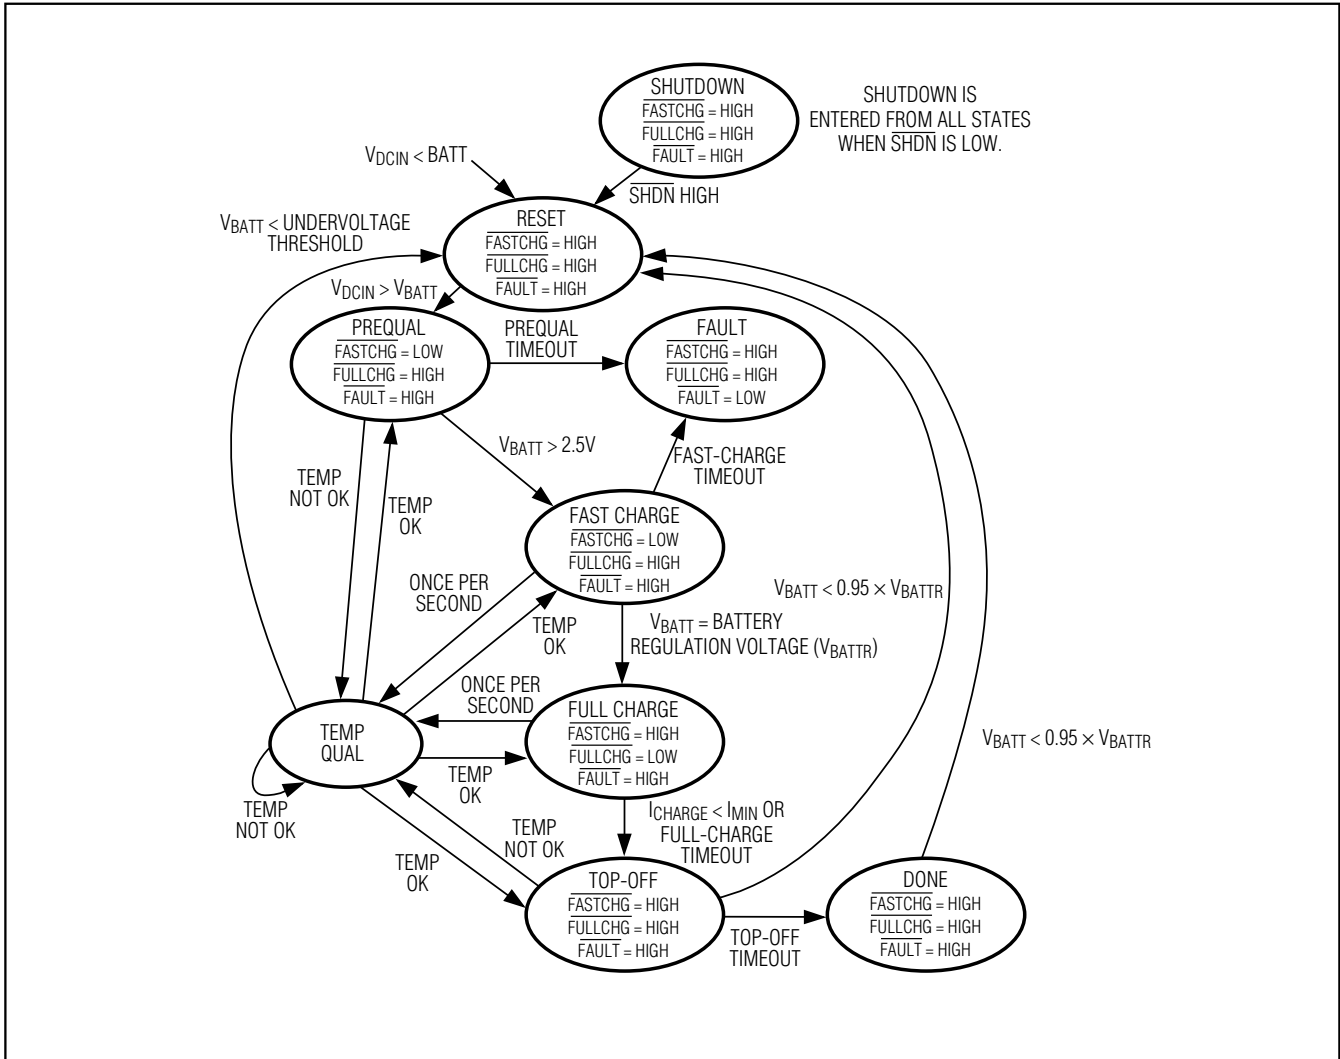 SHUTDOWN
FASTCHG = HIGH
FULLCHG = HIGH
FAULT = HIGH
SHUTDOWN IS
ENTERED FROM ALL STATES
WHEN SHDN IS LOW.
VDCIN < BATT
SHDN HIGH
RESET
FASTCHG = HIGH
FULLCHG = HIGH
FAULT = HIGH
VBATT < UNDERVOLTAGE
THRESHOLD
VDCIN > VBATT
PREQUAL
FASTCHG = LOW
FULLCHG = HIGH
FAULT = HIGH
PREQUAL
TIMEOUT
FAULT
FASTCHG = HIGH
FULLCHG = HIGH
FAULT = LOW
VBATT > 2.5V
FAST-CHARGE
TIMEOUT
TEMP
NOT OK
TEMP
OK
FAST CHARGE
FASTCHG = LOW
FULLCHG = HIGH
FAULT = HIGH
ONCE PER
SECOND
TEMP
OK
VBATT = BATTERY
REGULATION VOLTAGE (VBATTR)
VBATT < 0.95 × VBATTR
ONCE PER
SECOND
FULL CHARGE
FASTCHG = HIGH
FULLCHG = LOW
FAULT = HIGH
TEMP
QUAL
TEMP
OK
VBATT < 0.95 × VBATTR
TEMP
NOT OK
TEMP
NOT OK
ICHARGE < IMIN OR
FULL-CHARGE
TIMEOUT
TEMP
OK
TOP-OFF
FASTCHG = HIGH
FULLCHG = HIGH
FAULT = HIGH
TOP-OFF
TIMEOUT
DONE
FASTCHG = HIGH
FULLCHG = HIGH
FAULT = HIGH